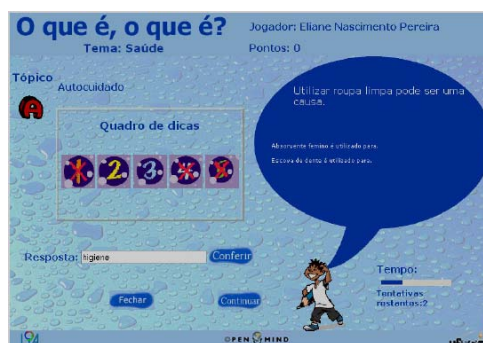 O que é, o que é?
Tema: Saúde
Jogador: Eliane Nascimento Pereira
Pontos: 0
Tópico
A
Autocuidado
Quadro de dicas
1 2 3 4 5
Utilizar roupa limpa pode ser uma
causa.
Absorvente femino é utilizado para.
Escova de dente é utilizado para.
Resposta: higiene
Conferir
Fechar
Continuar
Tempo:
Tentativas
restantes:2
OPEN MIND